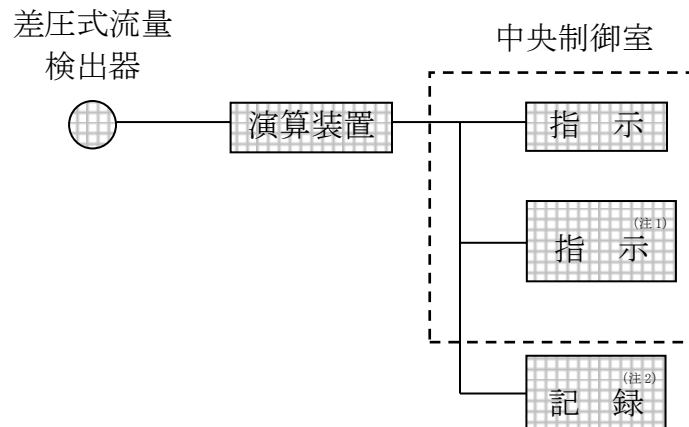 差圧式流量
検出器
中央制御室
演算装置
指 示
(注1)
指 示
(注2)
記 録